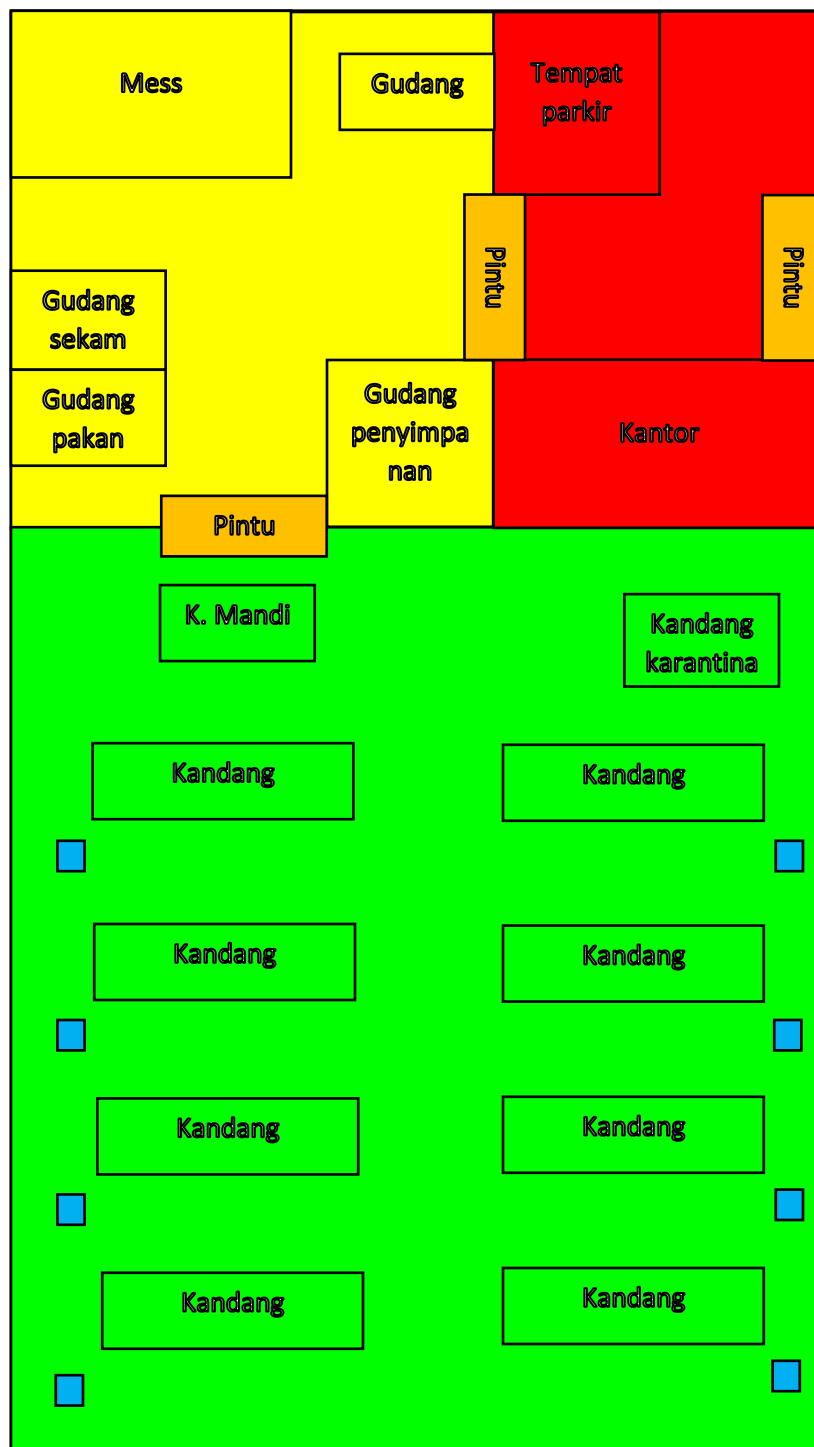 Mess
Gudang
Tempat
parkir
Pintu
Pintu
Gudang
sekam
Gudang
pakan
Gudang
penyimpa
nan
Kantor
Pintu
K. Mandi
Kandang
karantina
Kandang
Kandang
Kandang
Kandang
Kandang
Kandang
Kandang
Kandang